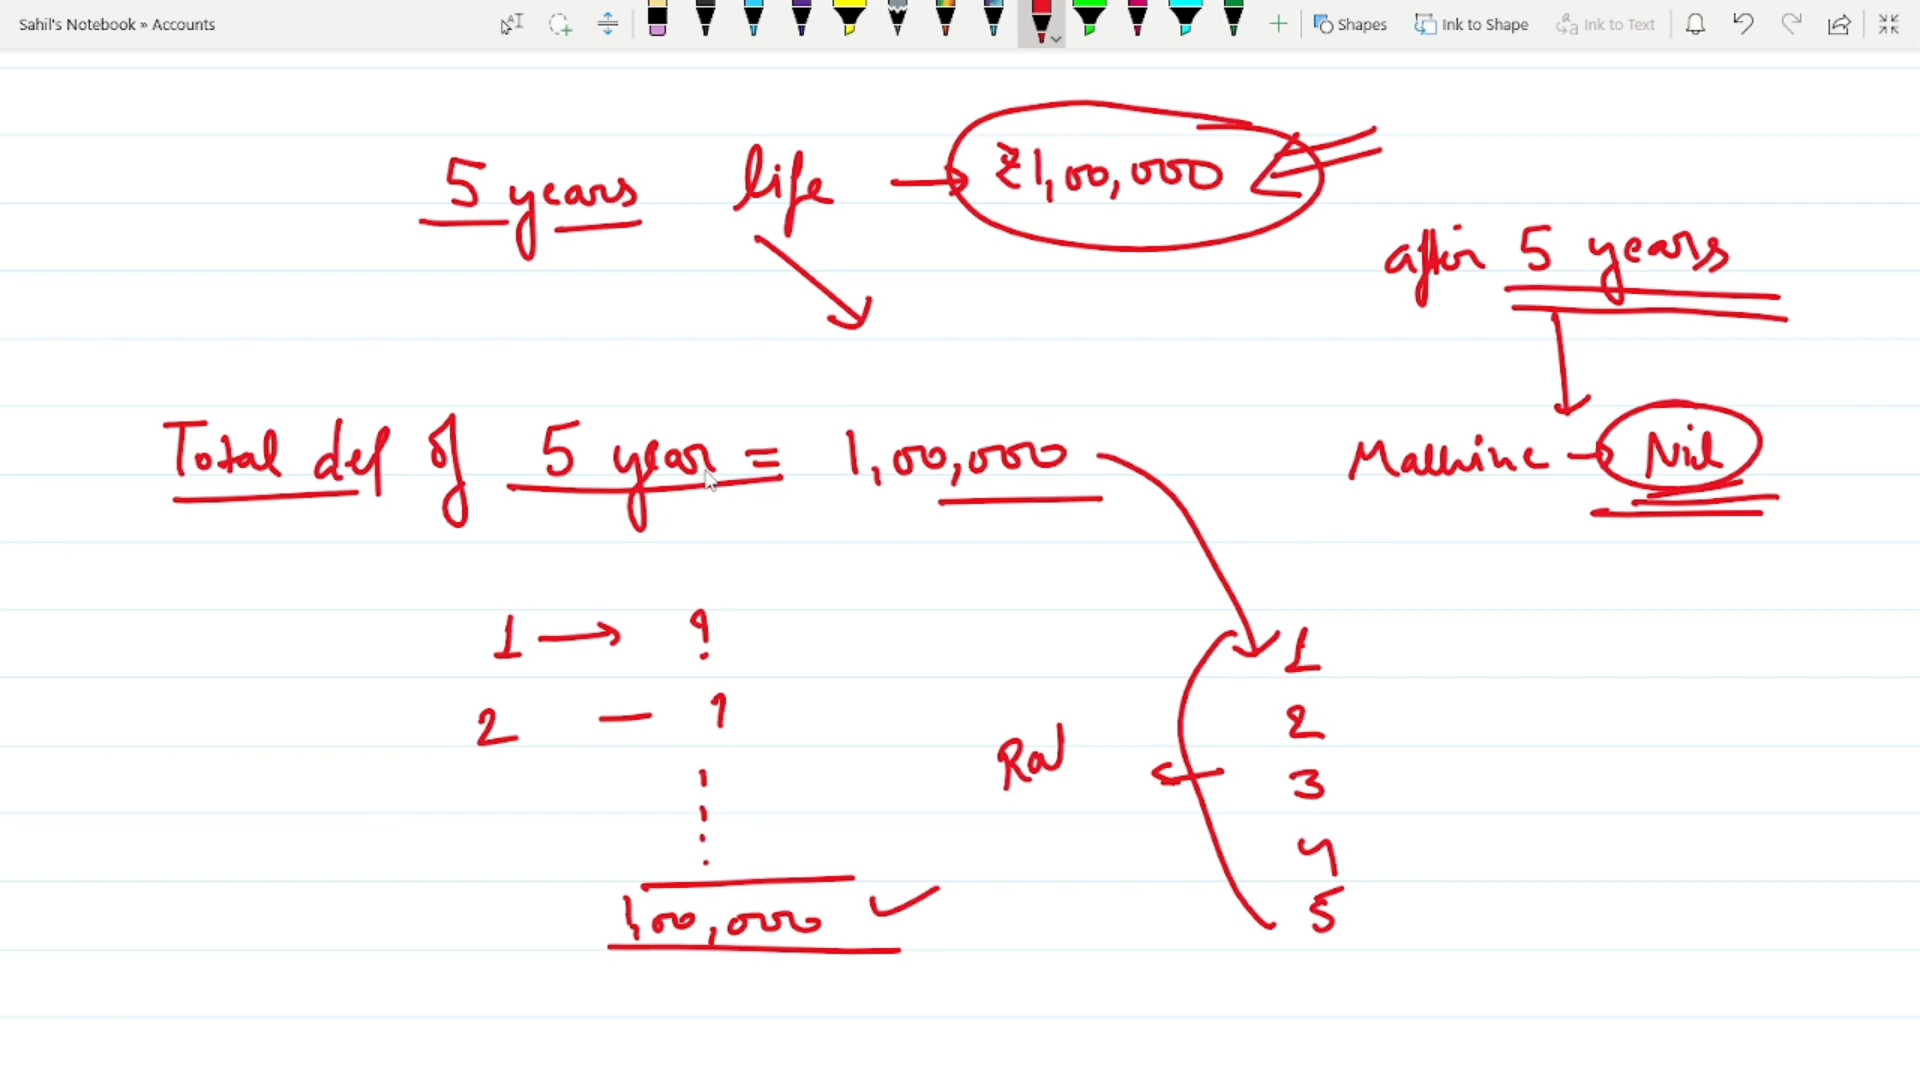 Sahil's Notebook » Accounts
Shapes
Ink to Shape
Ink to Text
5 years life → ₹1,00,000
after 5 years
Total dep of 5 year = 1,00,000
Machine → Nil
1 → ?
2 — ?
1,00,000 ✓
1
2
3
4
5